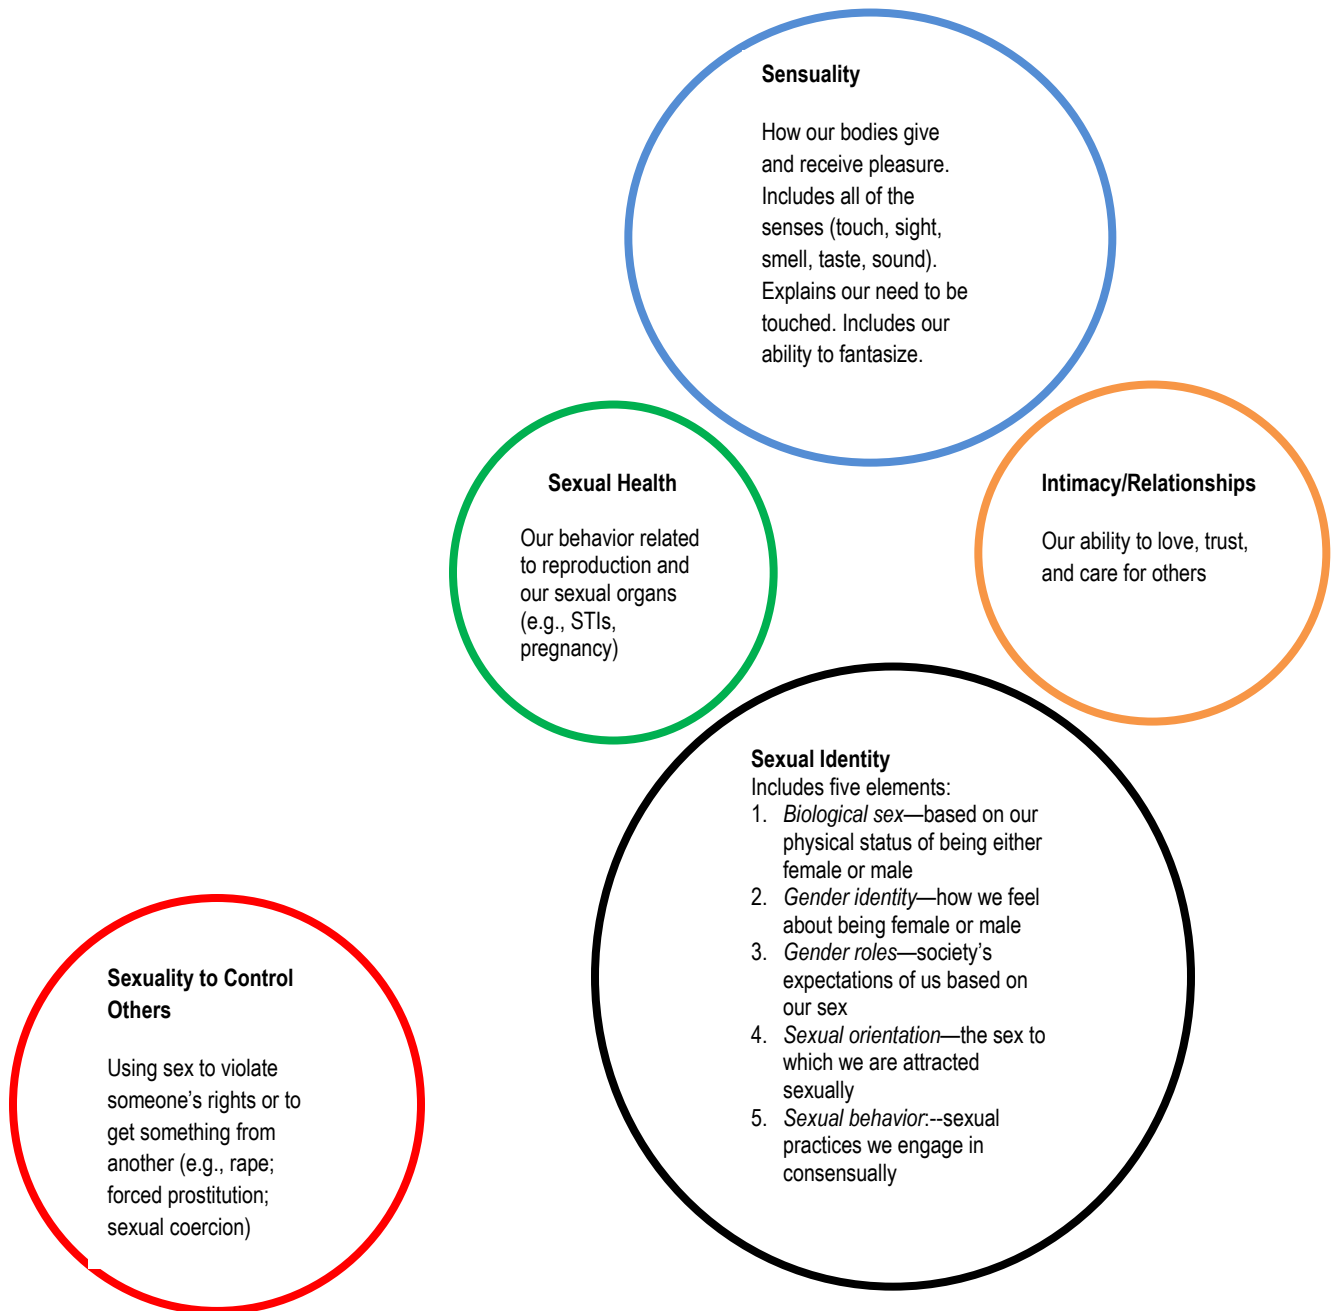 Sensuality
How our bodies give
and receive pleasure.
Includes all of the
senses (touch, sight,
smell, taste, sound).
Explains our need to be
touched. Includes our
ability to fantasize.
Sexual Health
Our behavior related
to reproduction and
our sexual organs
(e.g., STIs,
pregnancy)
Intimacy/Relationships
Our ability to love, trust,
and care for others
Sexual Identity
Includes five elements:
1. Biological sex—based on our
physical status of being either
female or male
2. Gender identity—how we feel
about being female or male
3. Gender roles—society’s
expectations of us based on
our sex
4. Sexual orientation—the sex to
which we are attracted
sexually
5. Sexual behavior:--sexual
practices we engage in
consensually
Sexuality to Control
Others
Using sex to violate
someone’s rights or to
get something from
another (e.g., rape;
forced prostitution;
sexual coercion)